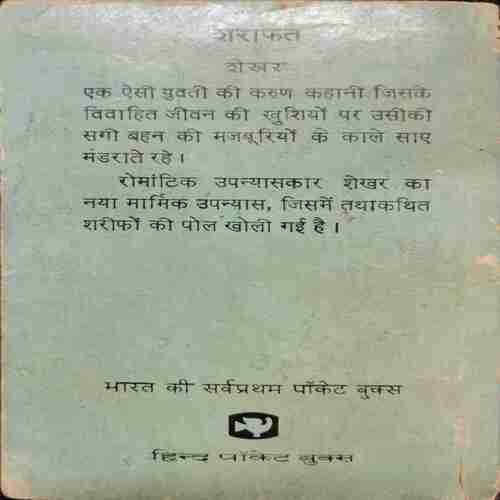 शराफत
शेखर
एक ऐसी युवती की करुण कहानी जिसके
विवाहित जीवन की खुशियों पर उसीकी
सगी बहन की मजबूरियों के काले साए
मंडराते रहे ।
रोमांटिक उपन्यासकार शेखर का
नया मार्मिक उपन्यास, जिसमें तथाकथित
शरीफों की पोल खोली गई है ।
भारत की सर्वप्रथम पॉकेट बुक्स
हिन्द पॉकेट बुक्स